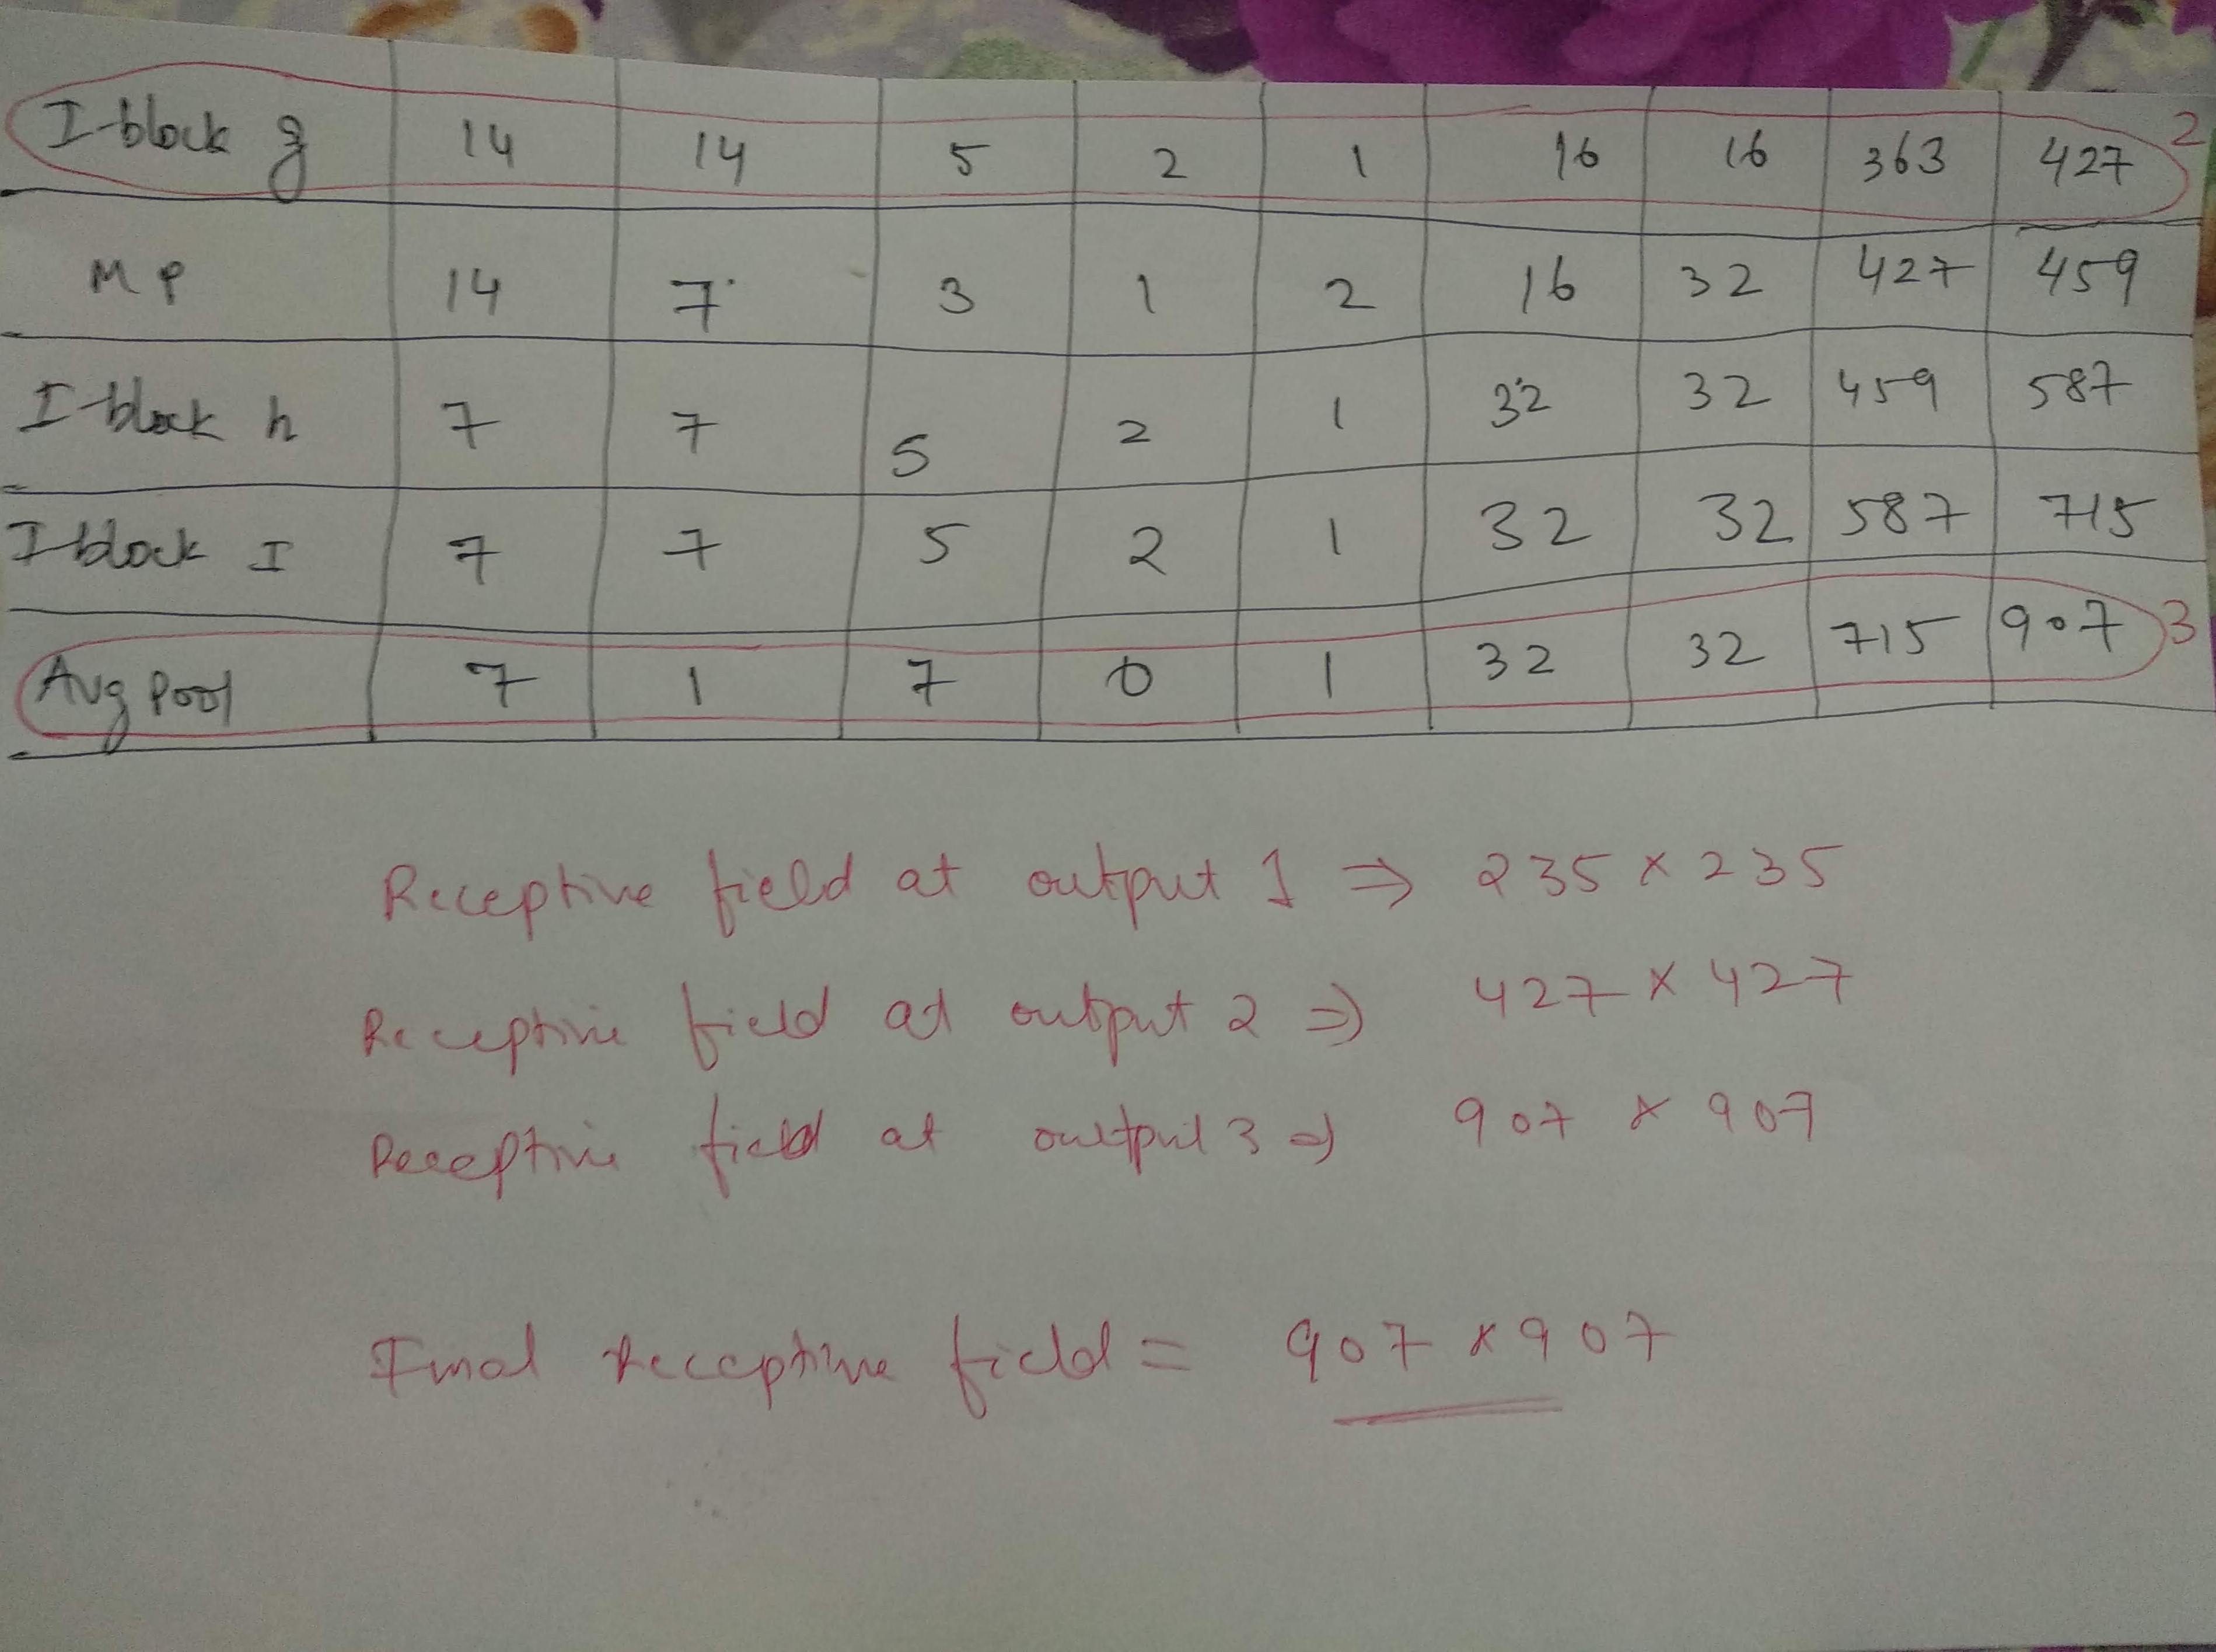 I-block g 14 14 5 2 1 16 16 363 427 2
MP 14 7 3 1 2 16 32 427 459
I-block h 7 7 5 2 1 32 32 459 587
I-block I 7 7 5 2 1 32 32 587 715
Avg Pool 7 1 7 0 1 32 32 715 907 3
Receptive field at output 1 ⇒ 235 × 235
Receptive field at output 2 ⇒ 427 × 427
Receptive field at output 3 ⇒ 907 × 907
Final Receptive field = 907 × 907